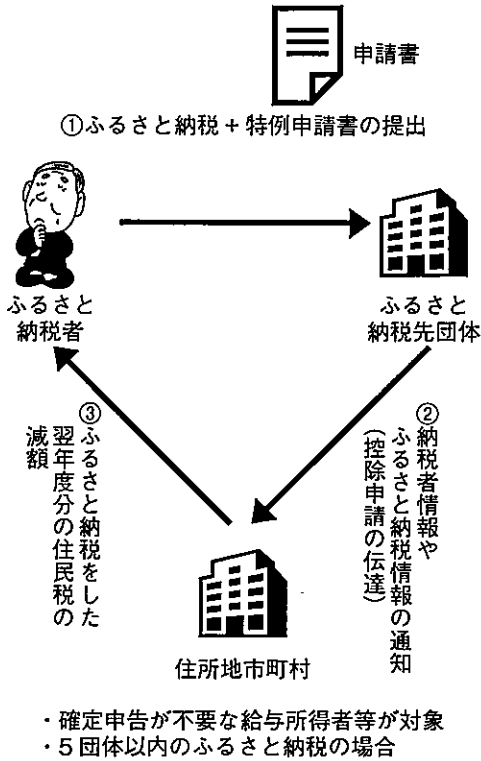 申請書
①ふるさと納税+特例申請書の提出
ふるさと
納税者
ふるさと
納税先団体
②納税者情報や
ふるさと納税情報の通知
(控除申請の伝達)
③ふるさと納税をした
翌年度分の住民税の
減額
住所地市町村
・確定申告が不要な給与所得者等が対象
・5団体以内のふるさと納税の場合